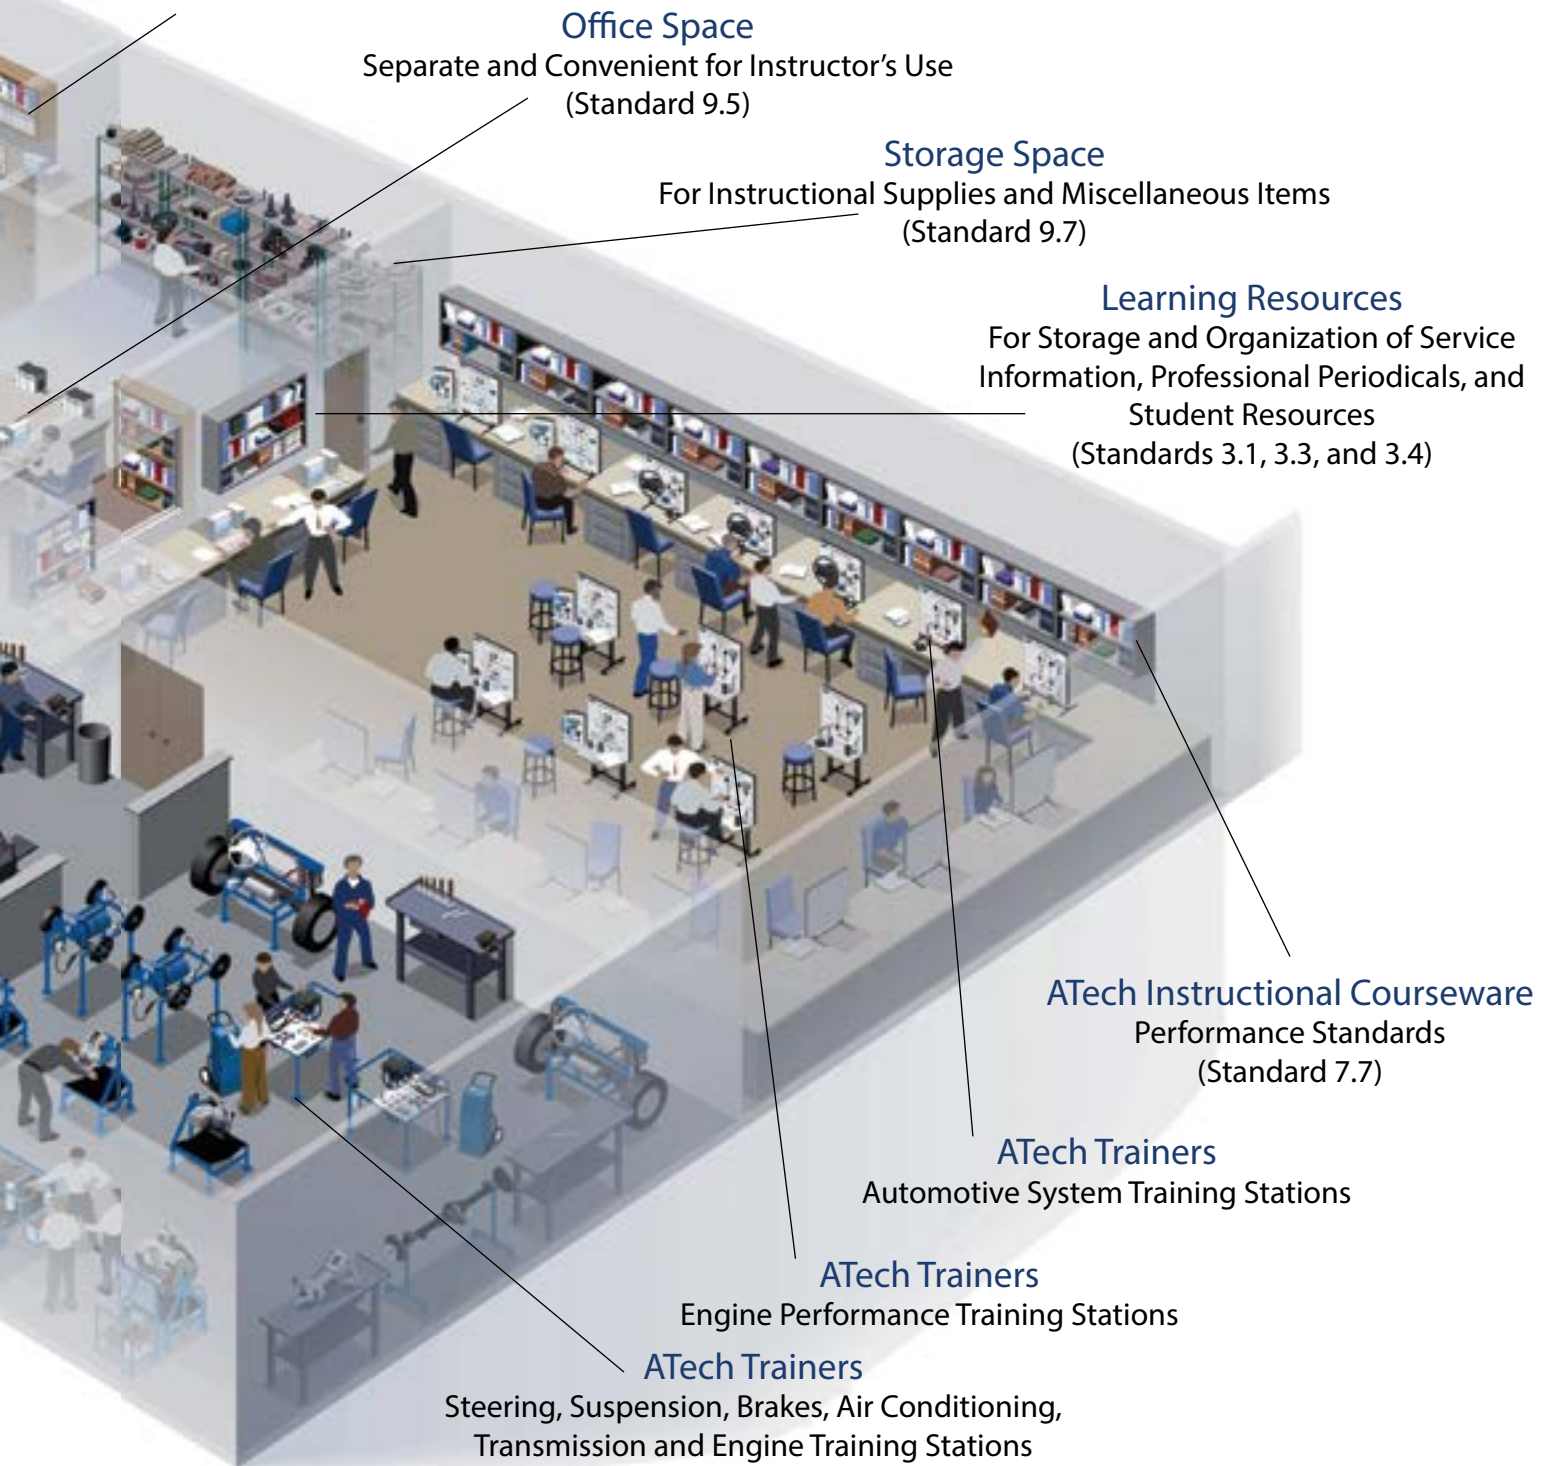 Office Space
Separate and Convenient for Instructor’s Use
(Standard 9.5)
Storage Space
For Instructional Supplies and Miscellaneous Items
(Standard 9.7)
Learning Resources
For Storage and Organization of Service
Information, Professional Periodicals, and
Student Resources
(Standards 3.1, 3.3, and 3.4)
ATech Instructional Courseware
Performance Standards
(Standard 7.7)
ATech Trainers
Automotive System Training Stations
ATech Trainers
Engine Performance Training Stations
ATech Trainers
Steering, Suspension, Brakes, Air Conditioning,
Transmission and Engine Training Stations